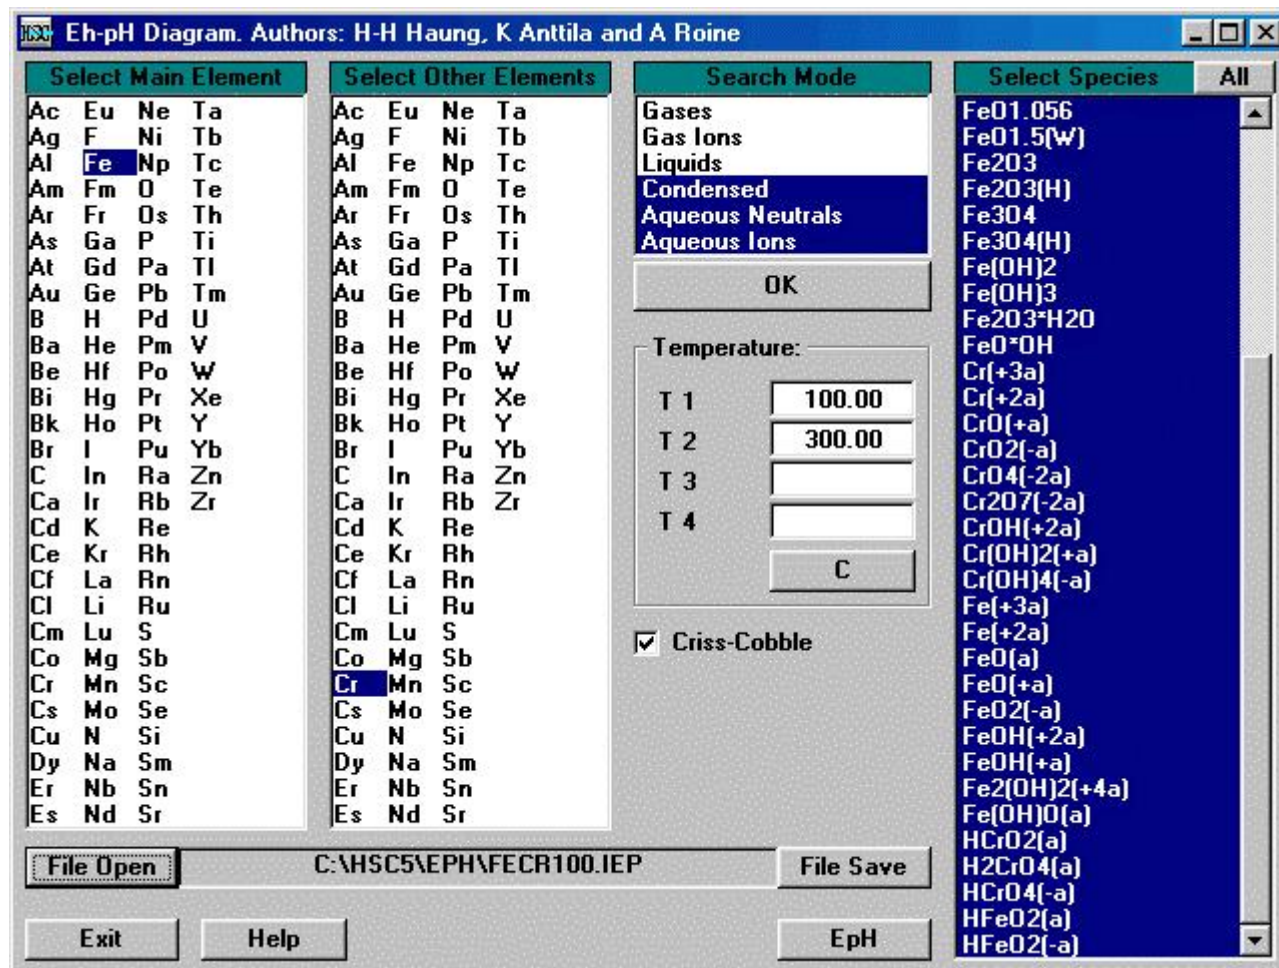 HSC Eh-pH Diagram. Authors: H-H Haung, K Anttila and A Roine
Select Main Element
Ac Eu Ne Ta
Ag F Ni Tb
Al Fe Np Tc
Am Fm O Te
Ar Fr Os Th
As Ga P Ti
At Gd Pa Tl
Au Ge Pb Tm
B H Pd U
Ba He Pm V
Be Hf Po W
Bi Hg Pr Xe
Bk Ho Pt Y
Br I Pu Yb
C In Ra Zn
Ca Ir Rb Zr
Cd K Re
Ce Kr Rh
Cf La Rn
Cl Li Ru
Cm Lu S
Co Mg Sb
Cr Mn Sc
Cs Mo Se
Cu N Si
Dy Na Sm
Er Nb Sn
Es Nd Sr
Select Other Elements
Ac Eu Ne Ta
Ag F Ni Tb
Al Fe Np Tc
Am Fm O Te
Ar Fr Os Th
As Ga P Ti
At Gd Pa Tl
Au Ge Pb Tm
B H Pd U
Ba He Pm V
Be Hf Po W
Bi Hg Pr Xe
Bk Ho Pt Y
Br I Pu Yb
C In Ra Zn
Ca Ir Rb Zr
Cd K Re
Ce Kr Rh
Cf La Rn
Cl Li Ru
Cm Lu S
Co Mg Sb
Cr Mn Sc
Cs Mo Se
Cu N Si
Dy Na Sm
Er Nb Sn
Es Nd Sr
Search Mode
Gases
Gas Ions
Liquids
Condensed
Aqueous Neutrals
Aqueous Ions
OK
Temperature:
T 1 100.00
T 2 300.00
T 3
T 4
C
Criss-Cobble
Select Species All
FeO1.056
FeO1.5(W)
Fe2O3
Fe2O3(H)
Fe3O4
Fe3O4(H)
Fe(OH)2
Fe(OH)3
Fe2O3*H2O
FeO*OH
Cr(+3a)
Cr(+2a)
CrO(+a)
CrO2(-a)
CrO4(-2a)
Cr2O7(-2a)
CrOH(+2a)
Cr(OH)2(+a)
Cr(OH)4(-a)
Fe(+3a)
Fe(+2a)
FeO(a)
FeO(+a)
FeO2(-a)
FeOH(+2a)
FeOH(+a)
Fe2(OH)2(+4a)
Fe(OH)O(a)
HCrO2(a)
H2CrO4(a)
HCrO4(-a)
HFeO2(a)
HFeO2(-a)
File Open C:\HSC5\EPH\FECR100.IEP File Save
Exit Help EpH